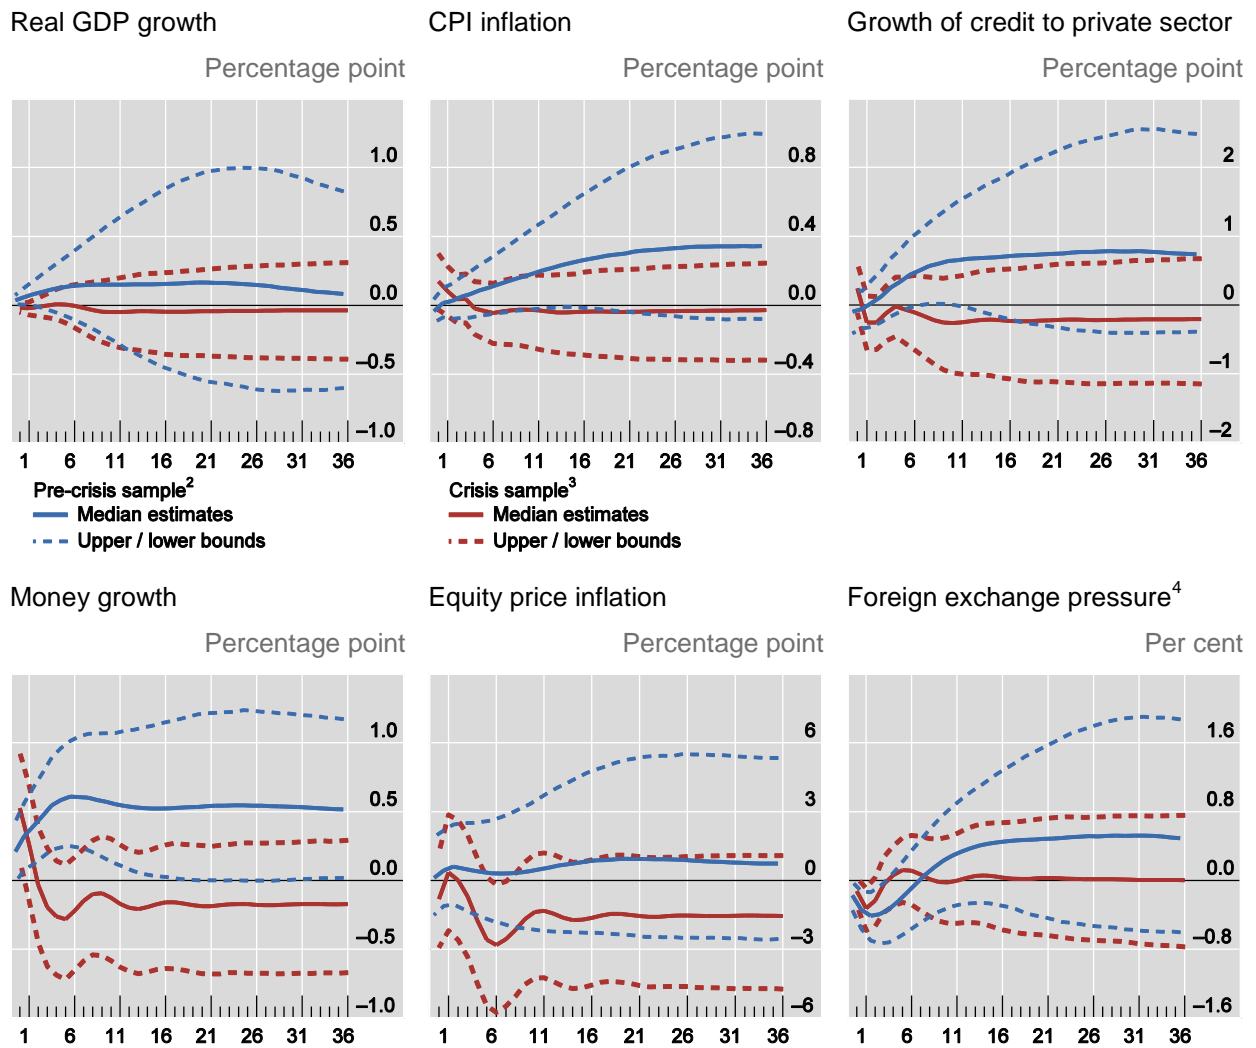 Real GDP growth
CPI inflation
Growth of credit to private sector
Percentage point
Percentage point
Percentage point
1.0
0.5
0.0
–0.5
–1.0
1 6 11 16 21 26 31 36
0.8
0.4
0.0
–0.4
–0.8
1 6 11 16 21 26 31 36
2
1
0
–1
–2
1 6 11 16 21 26 31 36
Pre-crisis sample2
Median estimates
Upper / lower bounds
Crisis sample3
Median estimates
Upper / lower bounds
Money growth
Equity price inflation
Foreign exchange pressure4
Percentage point
Percentage point
Per cent
1.0
0.5
0.0
–0.5
–1.0
1 6 11 16 21 26 31 36
6
3
0
–3
–6
1 6 11 16 21 26 31 36
1.6
0.8
0.0
–0.8
–1.6
1 6 11 16 21 26 31 36